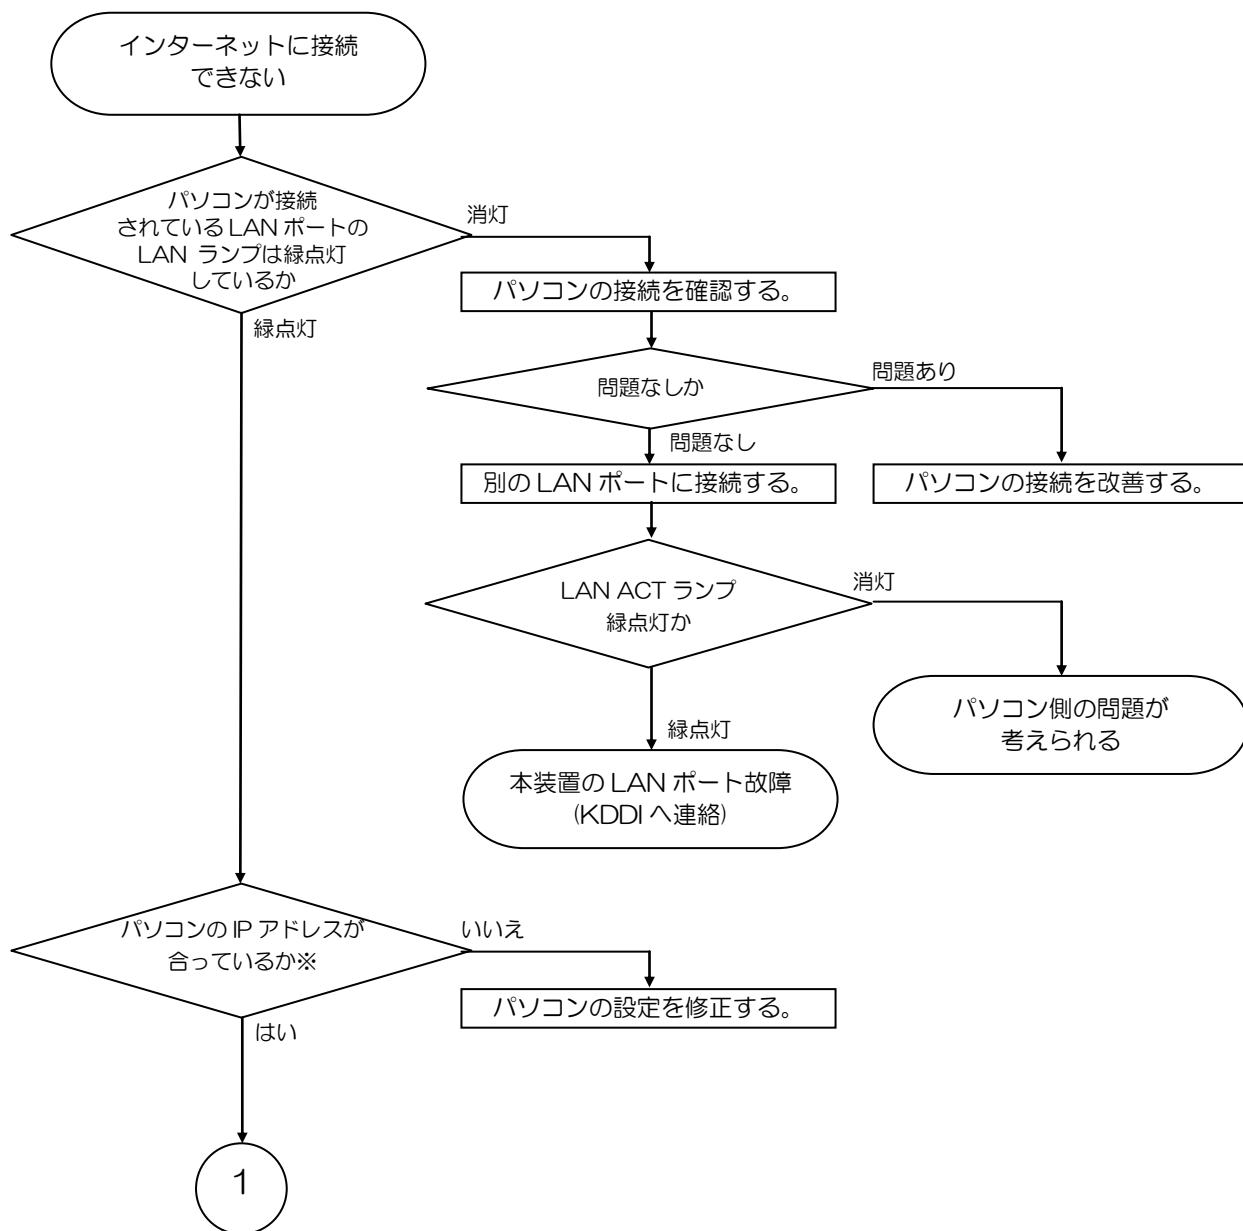 インターネットに接続
できない
パソコンが接続
されている LAN ポートの
LAN ランプは緑点灯
しているか
消灯
パソコンの接続を確認する。
緑点灯
問題なしか
問題あり
問題なし
別の LAN ポートに接続する。
パソコンの接続を改善する。
LAN ACT ランプ
緑点灯か
消灯
パソコン側の問題が
考えられる
緑点灯
本装置の LAN ポート故障
(KDDI へ連絡)
パソコンの IP アドレスが
合っているか※
いいえ
パソコンの設定を修正する。
はい
1